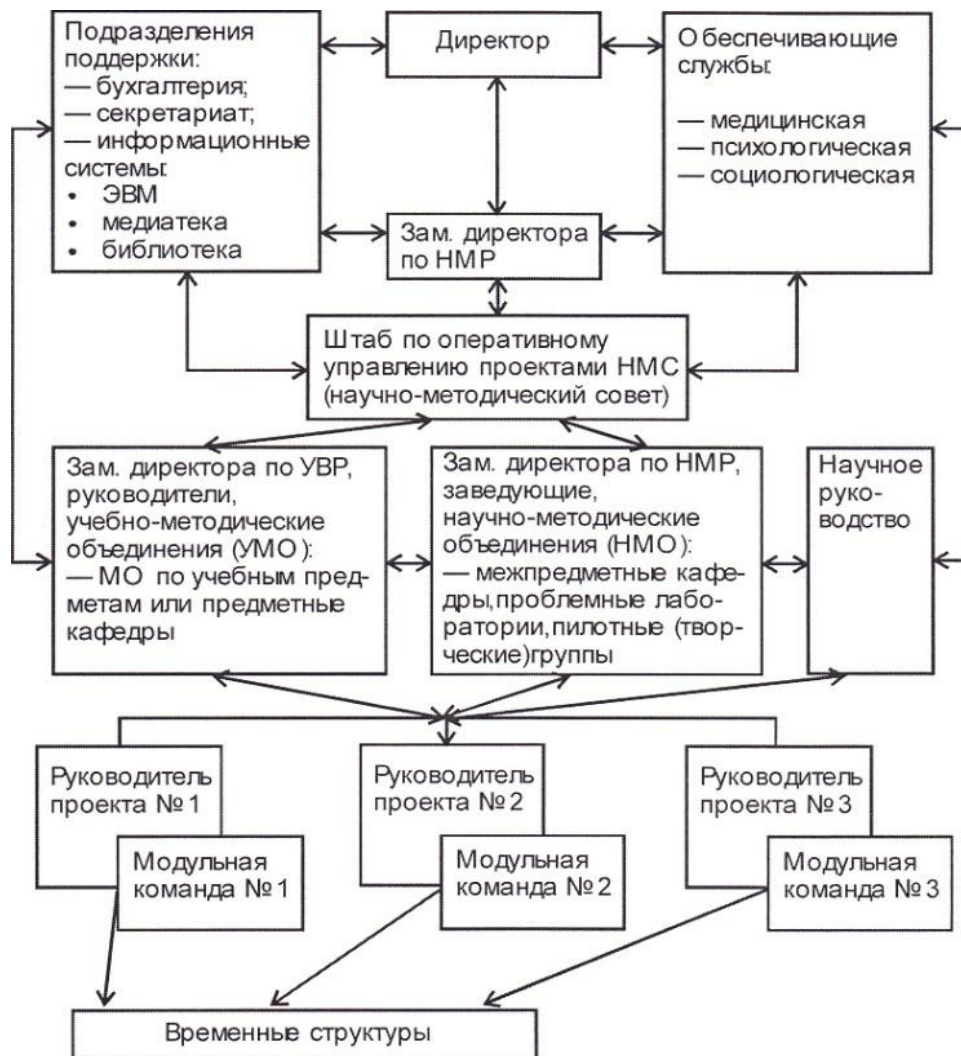 Подразделения
поддержки:
— бухгалтерия;
— секретариат;
— информационные
системы:
• ЭВМ
• медиатека
• библиотека
Директор
Обеспечивающие
службы:
— медицинская
— психологическая
— социологическая
Зам. директора
по НМР
Штаб по оперативному
управлению проектами НМС
(научно-методический совет)
Зам. директора по УВР,
руководители,
учебно-методические
объединения (УМО):
— МО по учебным пред-
метам или предметные
кафедры
Зам. директора по НМР,
заведующие,
научно-методические
объединения (НМО):
— межпредметные кафе-
дры, проблемные лабо-
ратории, пилотные (твор-
ческие) группы
Научное
руко-
водство
Руководитель
проекта № 1
Модульная
команда № 1
Руководитель
проекта № 2
Модульная
команда № 2
Руководитель
проекта № 3
Модульная
команда № 3
Временные структуры